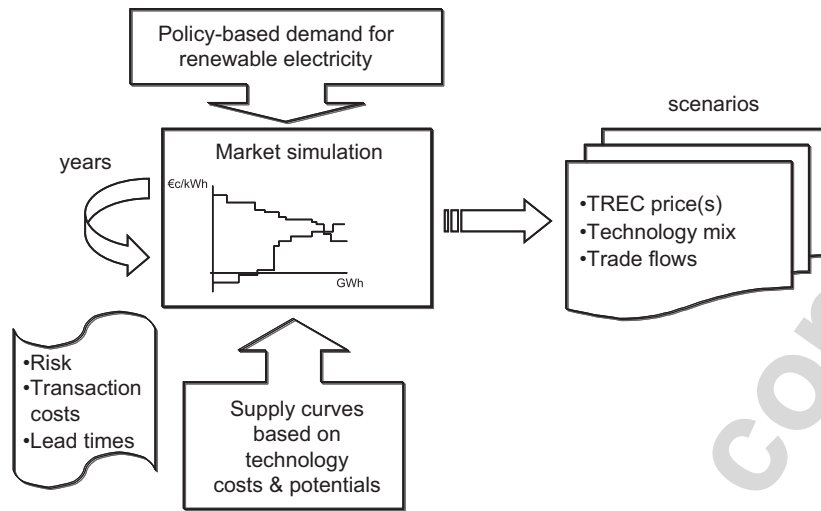 Policy-based demand for
renewable electricity
scenarios
years
Market simulation
€c/kWh
GWh
•TREC price(s)
•Technology mix
•Trade flows
•Risk
•Transaction
costs
•Lead times
Supply curves
based on
technology
costs & potentials